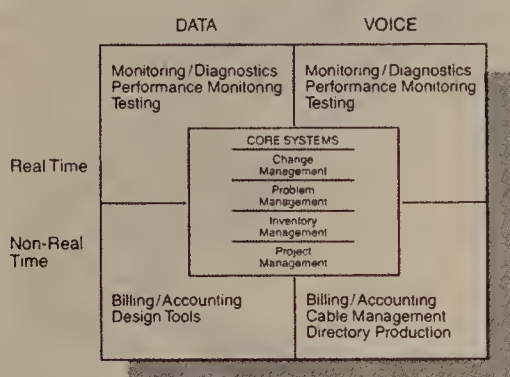 DATA VOICE
Monitoring/Diagnostics
Performance Monitoring
Testing
Monitoring/Diagnostics
Performance Monitoring
Testing
Real Time
CORE SYSTEMS
Change
Management
Problem
Management
Inventory
Management
Project
Management
Non-Real
Time
Billing/Accounting
Design Tools
Billing/Accounting
Cable Management
Directory Production